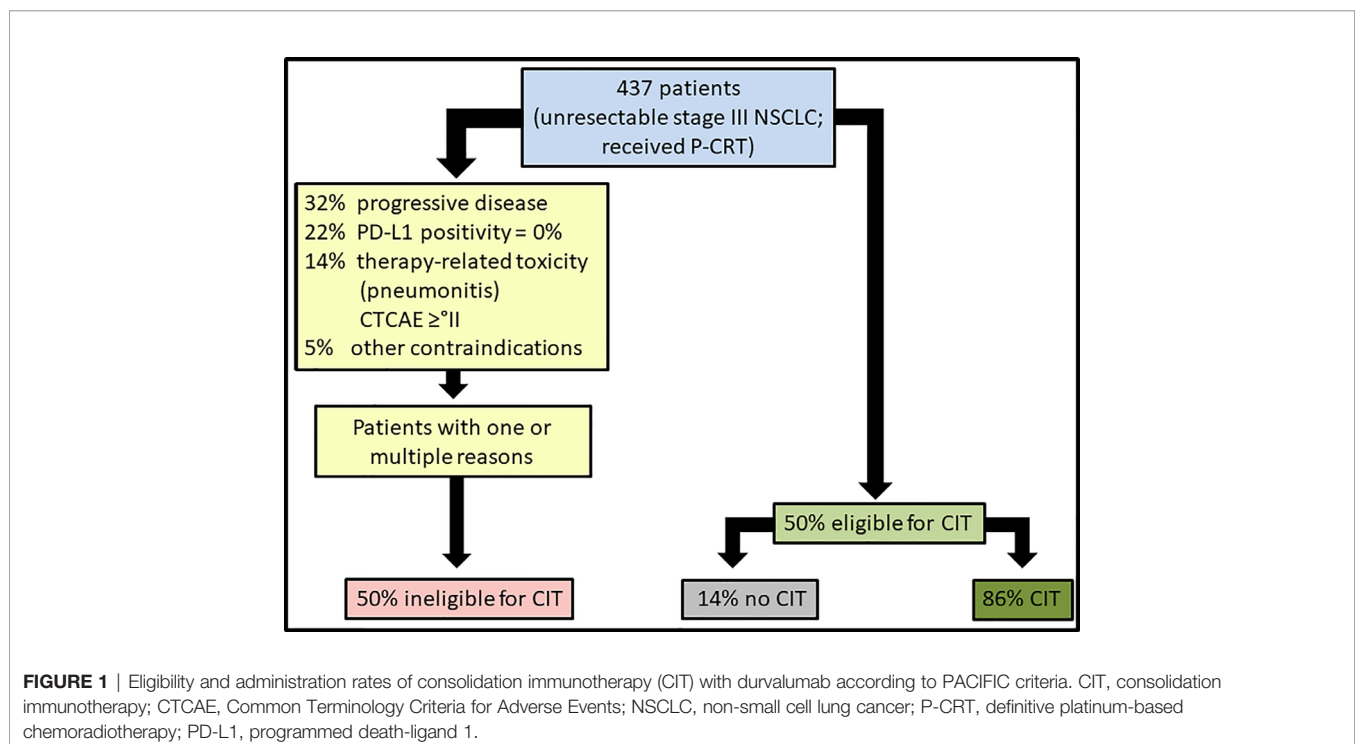 437 patients
(unresectable stage III NSCLC;
received P-CRT)
32% progressive disease
22% PD-L1 positivity = 0%
14% therapy-related toxicity
(pneumonitis)
CTCAE ≥°II
5% other contraindications
Patients with one or
multiple reasons
50% eligible for CIT
50% ineligible for CIT
14% no CIT
86% CIT
FIGURE 1 | Eligibility and administration rates of consolidation immunotherapy (CIT) with durvalumab according to PACIFIC criteria. CIT, consolidation
immunotherapy; CTCAE, Common Terminology Criteria for Adverse Events; NSCLC, non-small cell lung cancer; P-CRT, definitive platinum-based
chemoradiotherapy; PD-L1, programmed death-ligand 1.